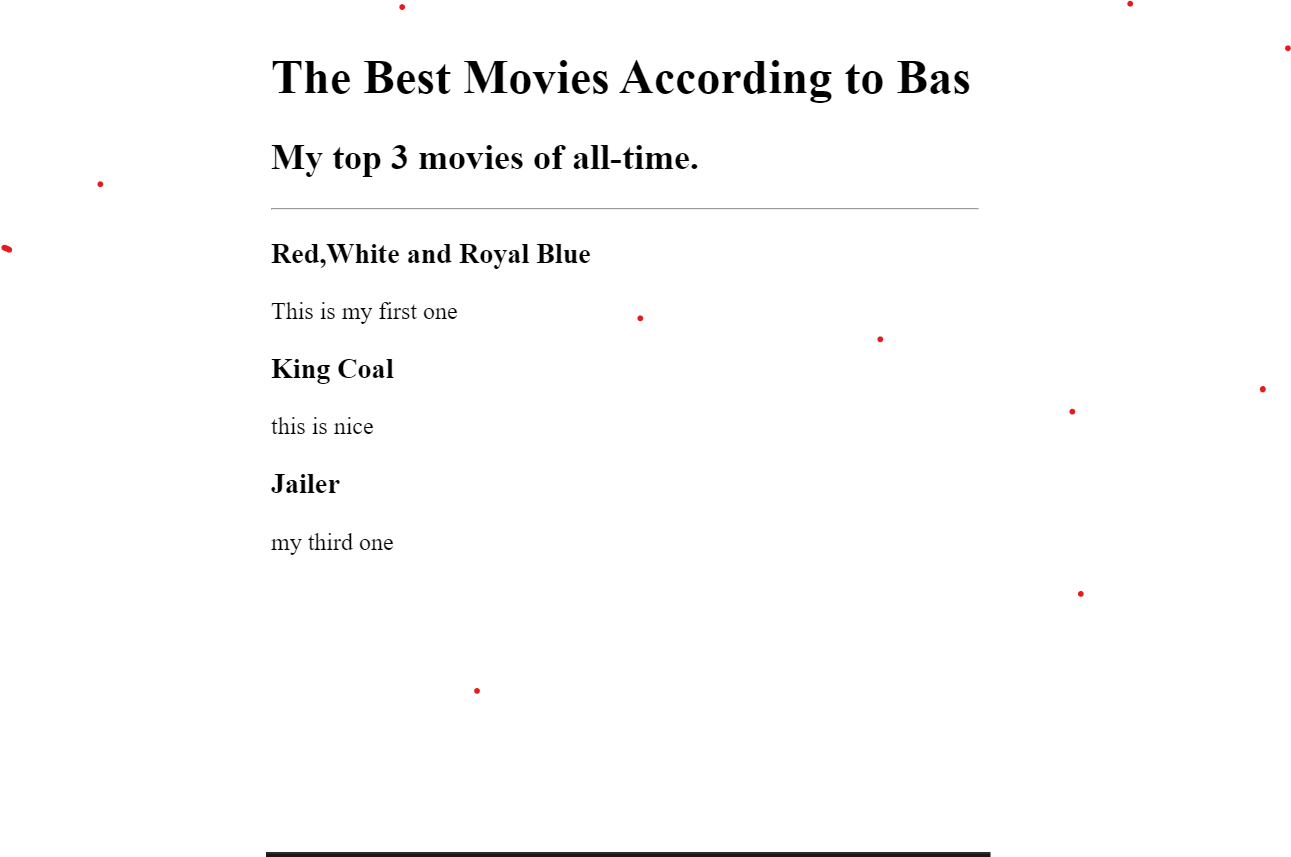 The Best Movies According to Bas
My top 3 movies of all-time.
Red,White and Royal Blue
This is my first one
King Coal
this is nice
Jailer
my third one